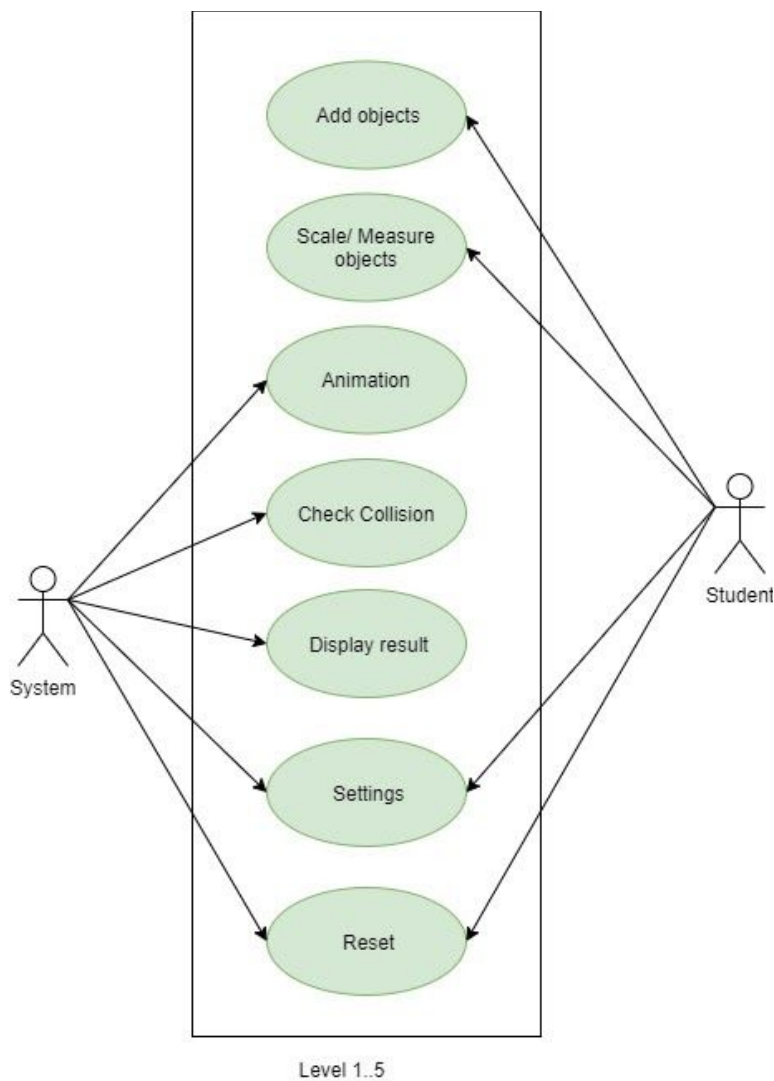 Add objects
Scale/ Measure
objects
Animation
Check Collision
Display result
Settings
Reset
System
Student
Level 1..5